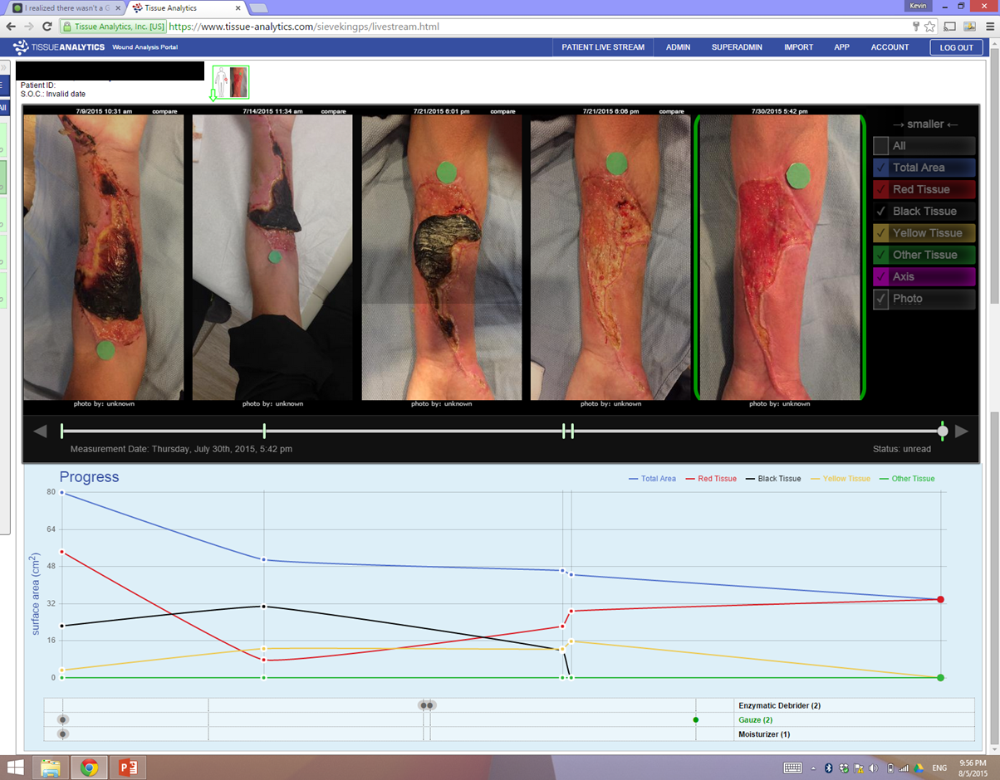 I realized there wasn't a G
Tissue Analytics
Kevin
Tissue Analytics, Inc. [US] https://www.tissue-analytics.com/sievekingps/livestream.html
TISSUEANALYTICS Wound Analysis Portal
PATIENT LIVE STREAM ADMIN SUPERADMIN IMPORT APP ACCOUNT LOG OUT
Patient ID:
S.O.C.: Invalid date
7/9/2015 10:31 am compare 7/14/2015 11:34 am compare 7/21/2015 6:01 pm compare 7/21/2015 6:06 pm compare 7/30/2015 5:42 pm
→ smaller ←
All
Total Area
Red Tissue
Black Tissue
Yellow Tissue
Other Tissue
Axis
Photo
photo by: unknown photo by: unknown photo by: unknown photo by: unknown photo by: unknown
Measurement Date: Thursday, July 30th, 2015, 5:42 pm Status: unread
Progress
Total Area Red Tissue Black Tissue Yellow Tissue Other Tissue
80
64
48
32
16
0
surface area (cm²)
Enzymatic Debrider (2)
Gauze (2)
Moisturizer (1)
ENG
9:56 PM
8/5/2015